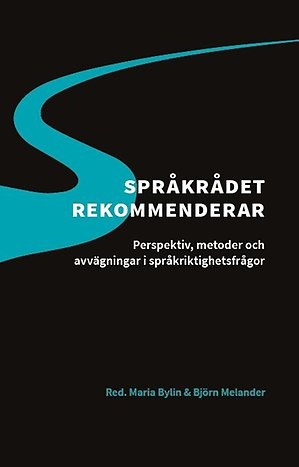 SPRÅKRÅDET
REKOMMENDERAR
Perspektiv, metoder och
avvägningar i språkriktighetsfrågor
Red. Maria Bylin & Björn Melander